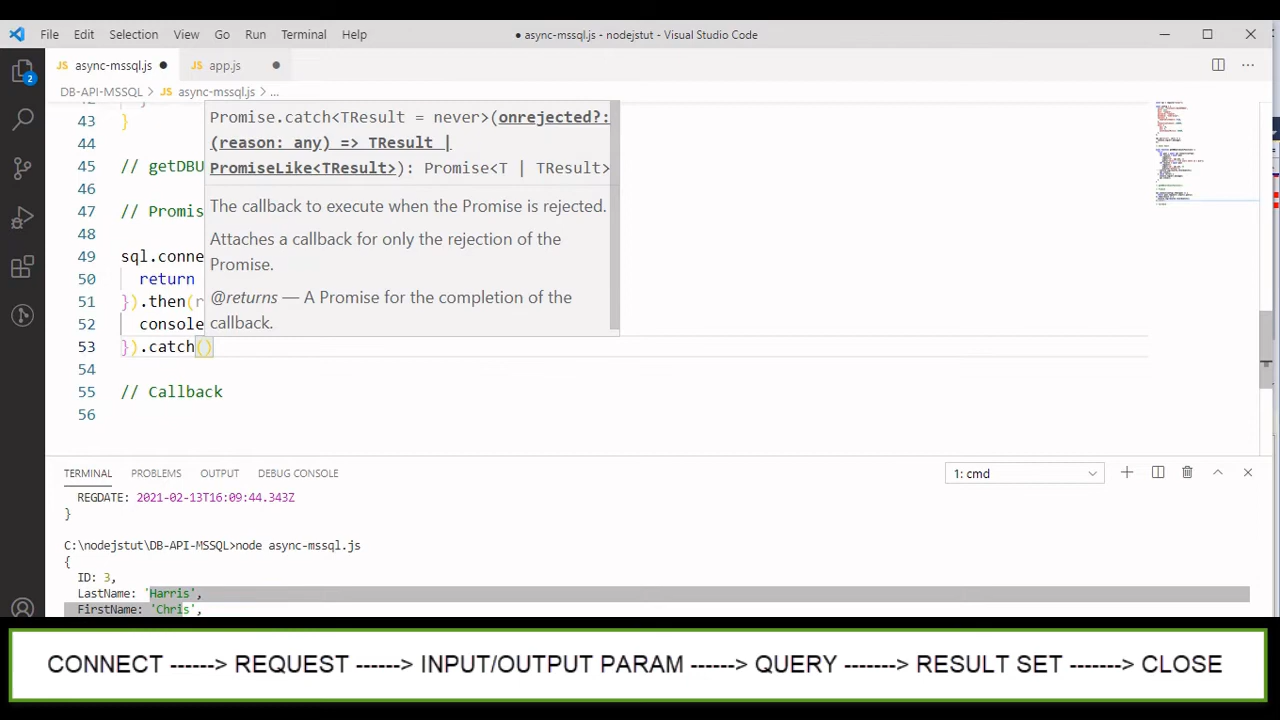 File Edit Selection View Go Run Terminal Help
● async-mssql.js - nodejstut - Visual Studio Code
JS async-mssql.js ●
JS app.js ●
DB-API-MSSQL > JS async-mssql.js > ...
2
43 }
44
45 // getDBU
46
47 // Promis
48
49 sql.conne
50 return
51 }).then(r
52 console
53 }).catch()
54
55 // Callback
56
Promise.catch<TResult = never>(onrejected?:
(reason: any) => TResult |
PromiseLike<TResult>): Promise<T | TResult>
The callback to execute when the Promise is rejected.
Attaches a callback for only the rejection of the
Promise.
@returns — A Promise for the completion of the
callback.
TERMINAL PROBLEMS OUTPUT DEBUG CONSOLE
1: cmd
REGDATE: 2021-02-13T16:09:44.343Z
}
C:\nodejstut\DB-API-MSSQL>node async-mssql.js
{
ID: 3,
LastName: 'Harris',
FirstName: 'Chris',
CONNECT ------> REQUEST ------> INPUT/OUTPUT PARAM ------> QUERY -------> RESULT SET -------> CLOSE